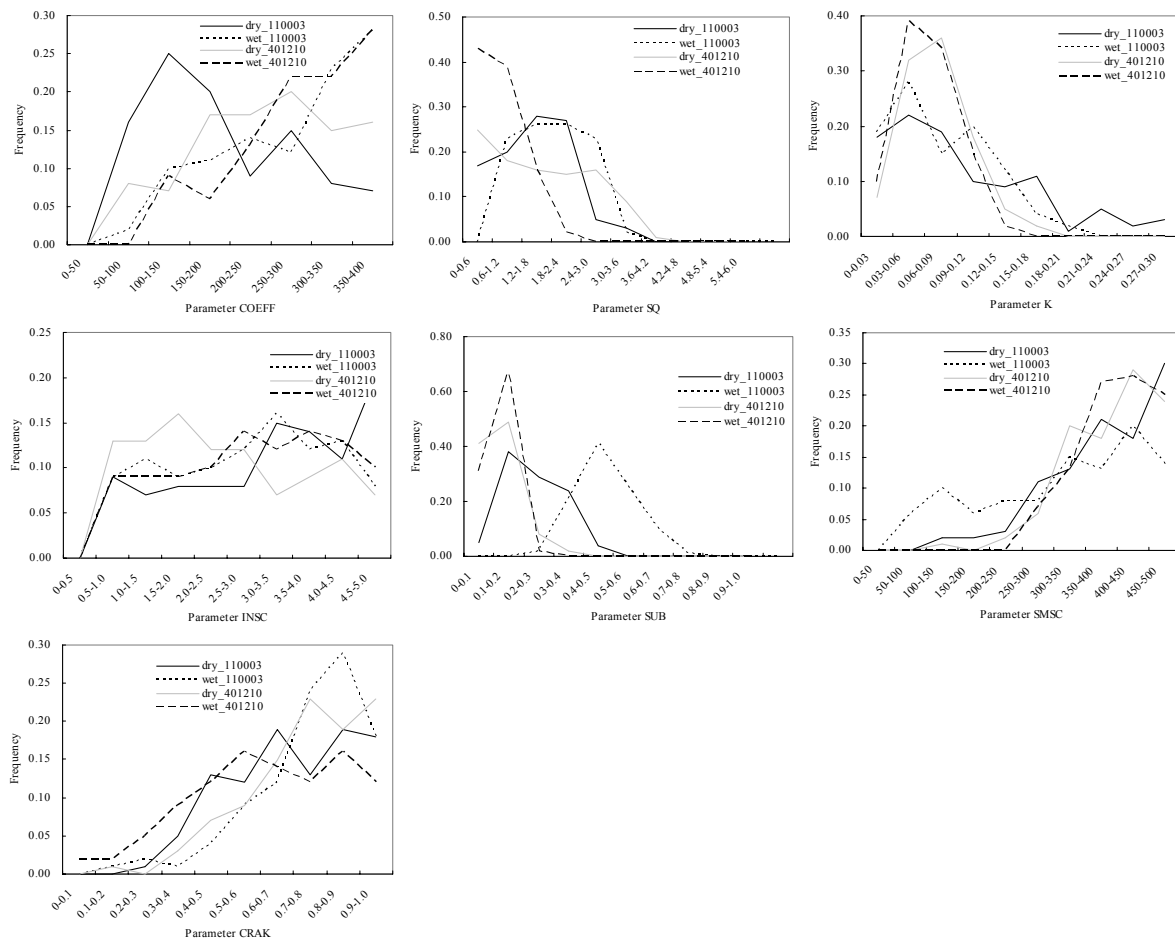 0.30
0.25
0.20
0.15
0.10
0.05
0.00
Frequency
dry_110003
wet_110003
dry_401210
wet_401210
0-50
50-100
100-150
150-200
200-250
250-300
300-350
350-400
Parameter COEFF
0.50
0.40
0.30
0.20
0.10
0.00
Frequency
dry_110003
wet_110003
dry_401210
wet_401210
0-0.6
0.6-1.2
1.2-1.8
1.8-2.4
2.4-3.0
3.0-3.6
3.6-4.2
4.2-4.8
4.8-5.4
5.4-6.0
Parameter SQ
0.40
0.30
0.20
0.10
0.00
Frequency
dry_110003
wet_110003
dry_401210
wet_401210
0-0.03
0.03-0.06
0.06-0.09
0.09-0.12
0.12-0.15
0.15-0.18
0.18-0.21
0.21-0.24
0.24-0.27
0.27-0.30
Parameter K
0.25
0.20
0.15
0.10
0.05
0.00
Frequency
dry_110003
wet_110003
dry_401210
wet_401210
0-0.5
0.5-1.0
1.0-1.5
1.5-2.0
2.0-2.5
2.5-3.0
3.0-3.5
3.5-4.0
4.0-4.5
4.5-5.0
Parameter INSC
0.80
0.60
0.40
0.20
0.00
Frequency
dry_110003
wet_110003
dry_401210
wet_401210
0-0.1
0.1-0.2
0.2-0.3
0.3-0.4
0.4-0.5
0.5-0.6
0.6-0.7
0.7-0.8
0.8-0.9
0.9-1.0
Parameter SUB
0.35
0.30
0.25
0.20
0.15
0.10
0.05
0.00
Frequency
dry_110003
wet_110003
dry_401210
wet_401210
0-50
50-100
100-150
150-200
200-250
250-300
300-350
350-400
400-450
450-500
Parameter SMSC
0.30
0.25
0.20
0.15
0.10
0.05
0.00
Frequency
dry_110003
wet_110003
dry_401210
wet_401210
0-0.1
0.1-0.2
0.2-0.3
0.3-0.4
0.4-0.5
0.5-0.6
0.6-0.7
0.7-0.8
0.8-0.9
0.9-1.0
Parameter CRAK